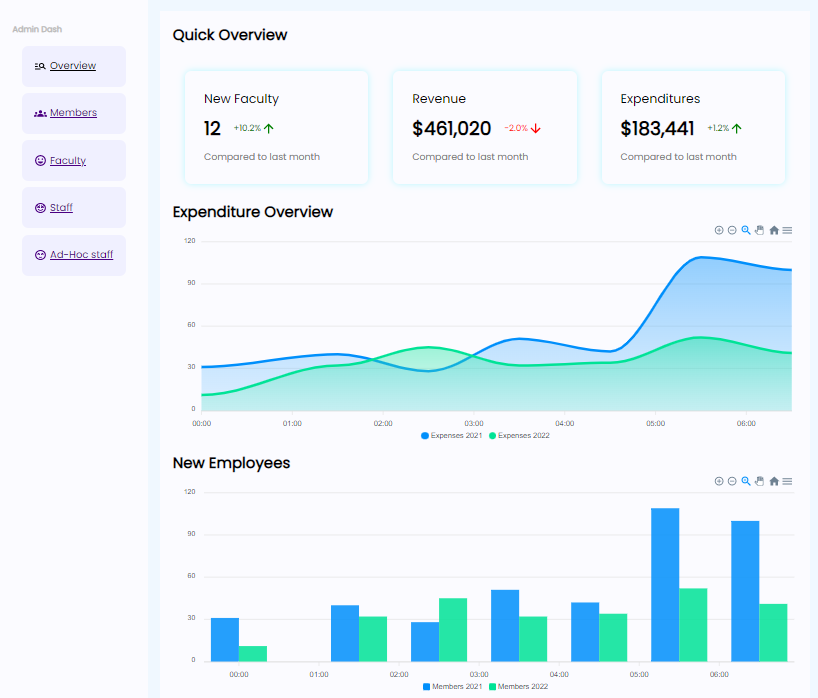 Admin Dash
Overview
Members
Faculty
Staff
Ad-Hoc staff
Quick Overview
New Faculty
12 +10.2%
Compared to last month
Revenue
$461,020 -2.0%
Compared to last month
Expenditures
$183,441 +1.2%
Compared to last month
Expenditure Overview
120
90
60
30
0
00:00 01:00 02:00 03:00 04:00 05:00 06:00
Expenses 2021 Expenses 2022
New Employees
120
90
60
30
0
00:00 01:00 02:00 03:00 04:00 05:00 06:00
Members 2021 Members 2022